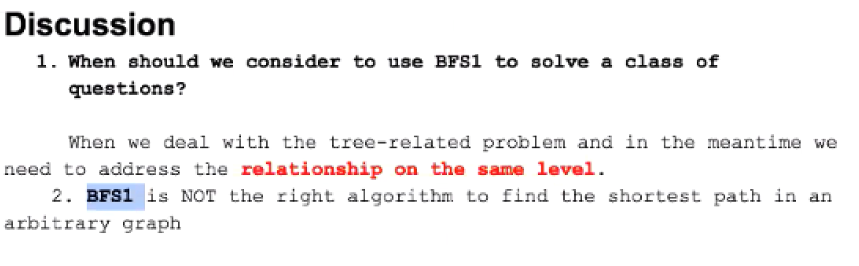 Discussion
1. When should we consider to use BFS1 to solve a class of
questions?
When we deal with the tree-related problem and in the meantime we
need to address the relationship on the same level.
2. BFS1 is NOT the right algorithm to find the shortest path in an
arbitrary graph